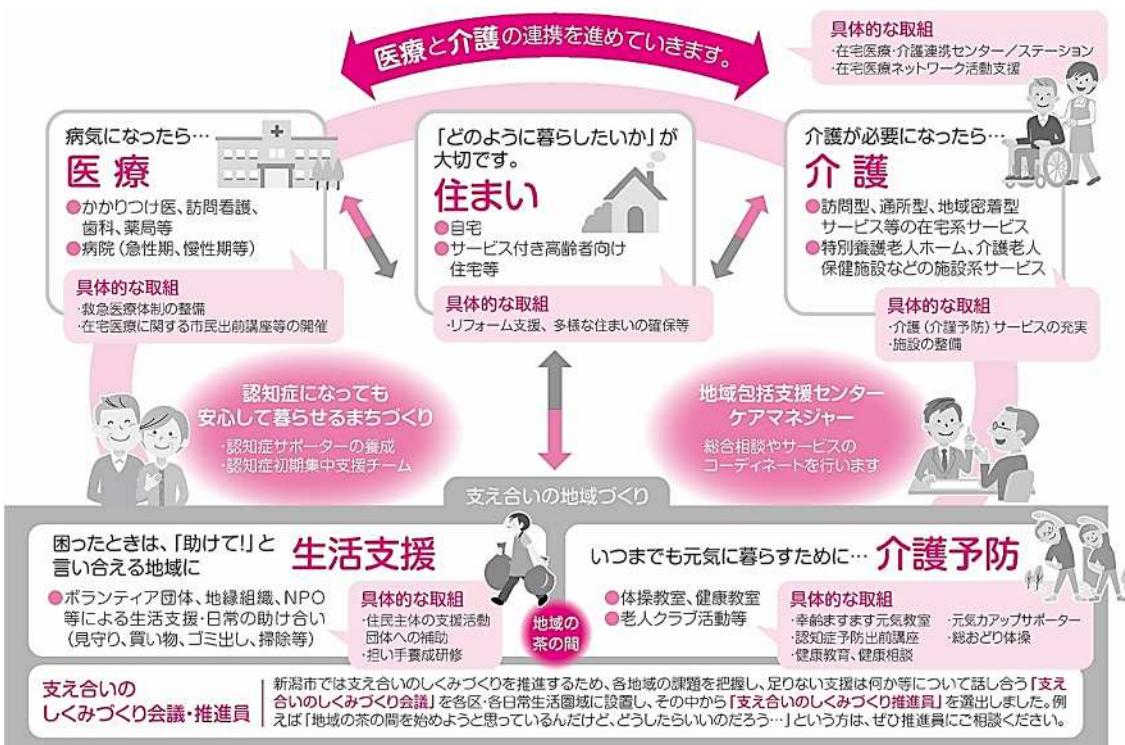 医療と介護の連携を進めていきます。
具体的な取組
・在宅医療・介護連携センター／ステーション
・在宅医療ネットワーク活動支援
病気になったら…
医療
●かかりつけ医、訪問看護、
歯科、薬局等
●病院（急性期、慢性期等）
具体的な取組
・救急医療体制の整備
・在宅医療に関する市民出前講座等の開催
「どのように暮らしたいか」が
大切です。
住まい
●自宅
●サービス付き高齢者向け
住宅等
具体的な取組
・リフォーム支援、多様な住まいの確保等
介護が必要になったら…
介護
●訪問型、通所型、地域密着型
サービス等の在宅系サービス
●特別養護老人ホーム、介護老人
保健施設などの施設系サービス
具体的な取組
・介護（介護予防）サービスの充実
・施設の整備
認知症になっても
安心して暮らせるまちづくり
・認知症サポーターの養成
・認知症初期集中支援チーム
地域包括支援センター
ケアマネジャー
総合相談やサービスの
コーディネートを行います
支え合いの地域づくり
困ったときは、「助けて!」と
言い合える地域に
生活支援
●ボランティア団体、地縁組織、NPO
等による生活支援・日常の助け合い
（見守り、買い物、ゴミ出し、掃除等）
具体的な取組
・住民主体の支援活動
団体への補助
・担い手養成研修
地域の
茶の間
いつまでも元気に暮らすために…
介護予防
●体操教室、健康教室
●老人クラブ活動等
具体的な取組
・幸齢ますます元気教室
・認知症予防出前講座
・健康教育、健康相談
・元気力アップサポーター
・総おどり体操
支え合いの
しくみづくり会議・推進員
新潟市では支え合いのしくみづくりを推進するため、各地域の課題を把握し、足りない支援は何か等について話し合う「支え
合いのしくみづくり会議」を各区・各日常生活圏域に設置し、その中から「支え合いのしくみづくり推進員」を選出しました。例
えば「地域の茶の間を始めようと思っているんだけど、どうしたらいいのだろう…」という方は、ぜひ推進員にご相談ください。